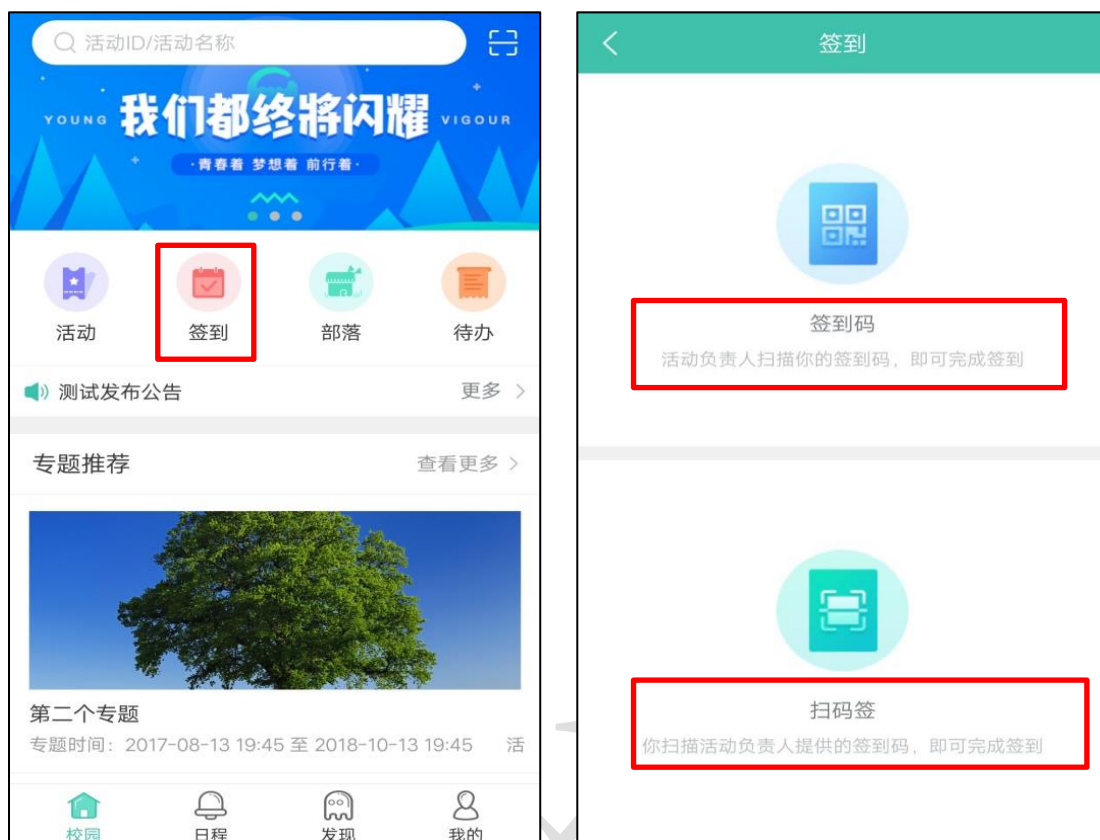 活动ID/活动名称
YOUNG 我们都终將闪耀 VIGOUR
·青春着 梦想着 前行着·
活动 签到 部落 待办
测试发布公告 更多
专题推荐 查看更多
第二个专题
专题时间：2017-08-13 19:45 至 2018-10-13 19:45 活
校园 日程 发现 我的
签到
签到码
活动负责人扫描你的签到码，即可完成签到
扫码签
你扫描活动负责人提供的签到码，即可完成签到